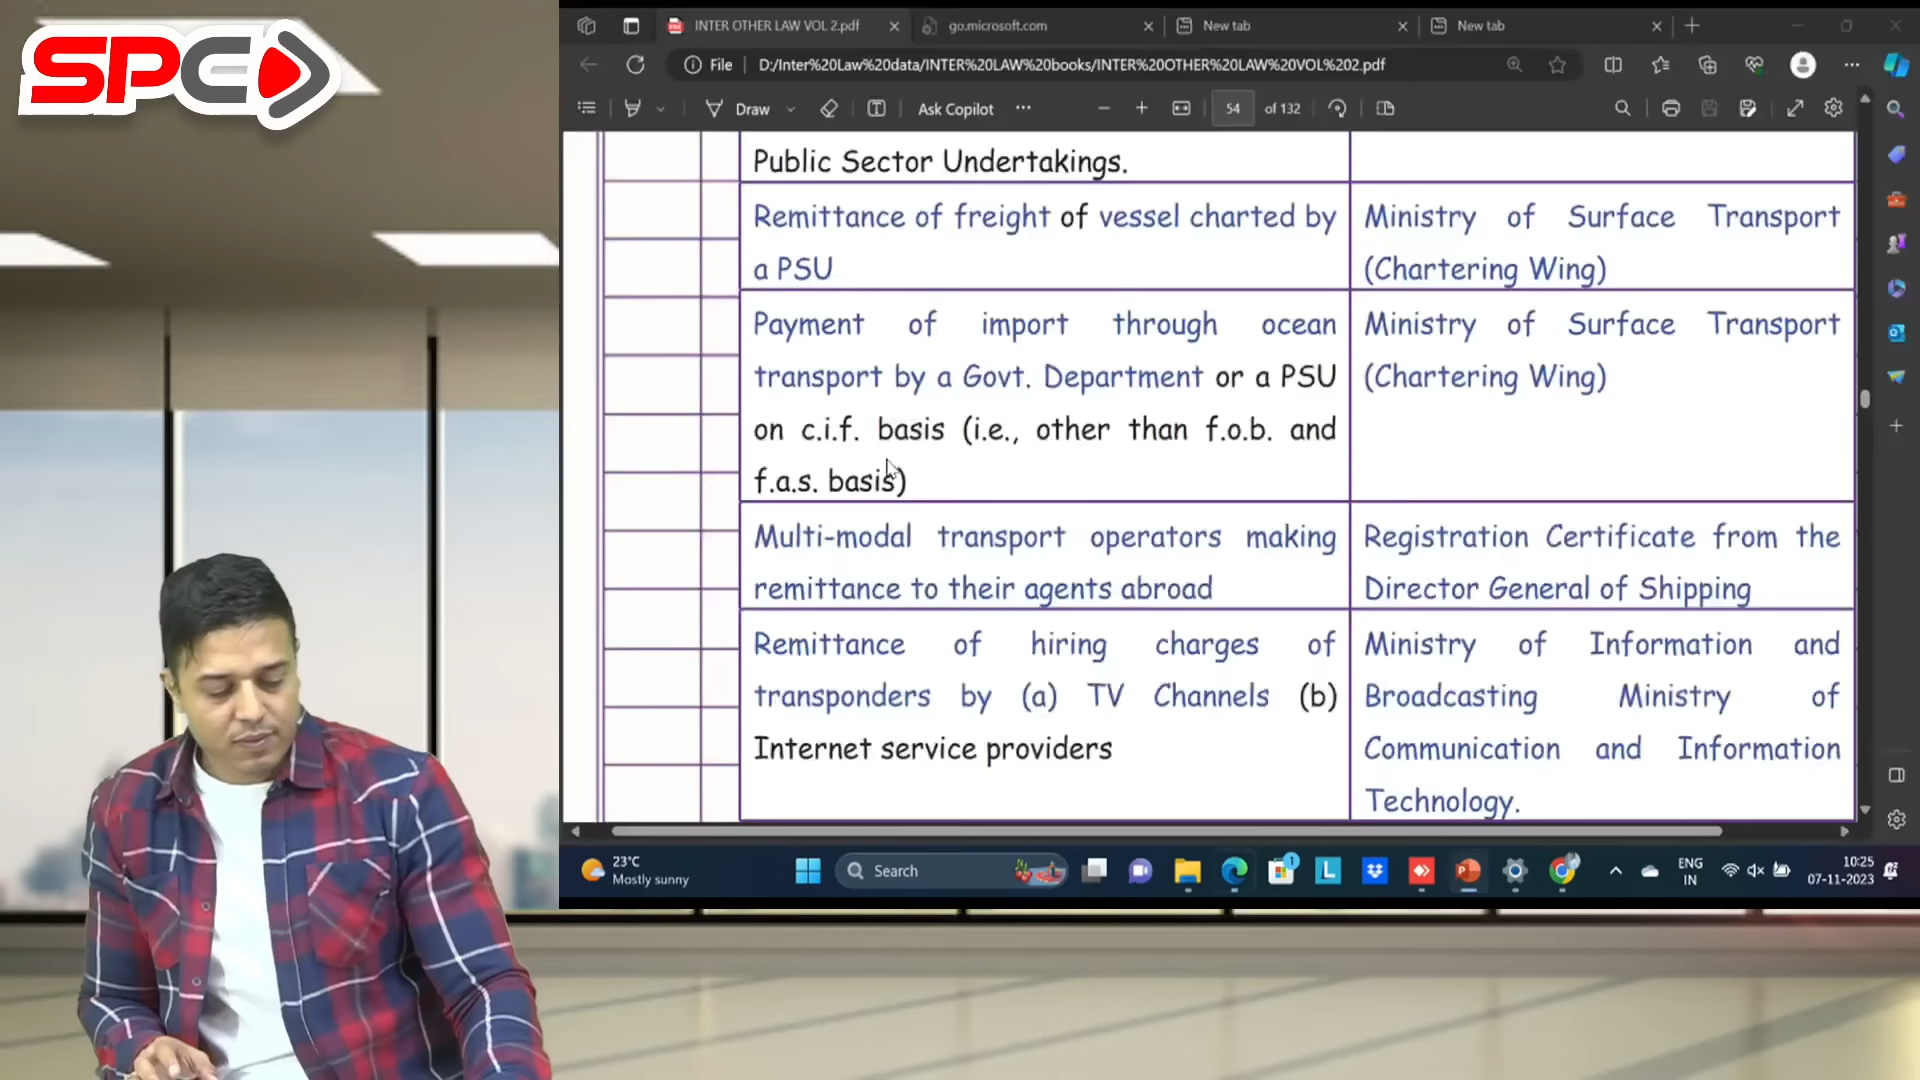 SPC
INTER OTHER LAW VOL 2.pdf
go.microsoft.com
New tab
New tab
File
D:/Inter%20Law%20data/INTER%20LAW%20books/INTER%20OTHER%20LAW%20VOL%202.pdf
Draw
Ask Copilot
54
of 132
Public Sector Undertakings.
Remittance of freight of vessel charted by
a PSU
Ministry of Surface Transport
(Chartering Wing)
Payment of import through ocean
transport by a Govt. Department or a PSU
on c.i.f. basis (i.e., other than f.o.b. and
f.a.s. basis)
Ministry of Surface Transport
(Chartering Wing)
Multi-modal transport operators making
remittance to their agents abroad
Registration Certificate from the
Director General of Shipping
Remittance of hiring charges of
transponders by (a) TV Channels (b)
Internet service providers
Ministry of Information and
Broadcasting Ministry of
Communication and Information
Technology.
23°C
Mostly sunny
Search
1
L
P
ENG
IN
10:25
07-11-2023